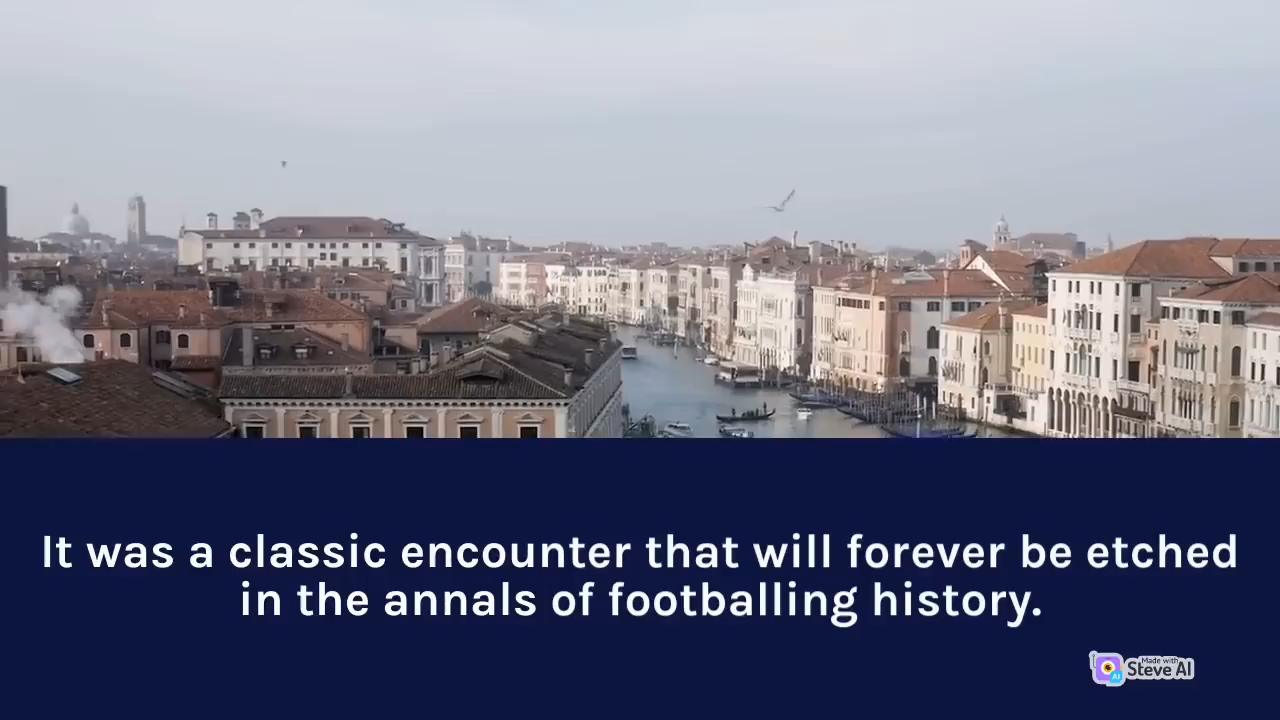 It was a classic encounter that will forever be etched
in the annals of footballing history.
Made with
Steve AI
AI